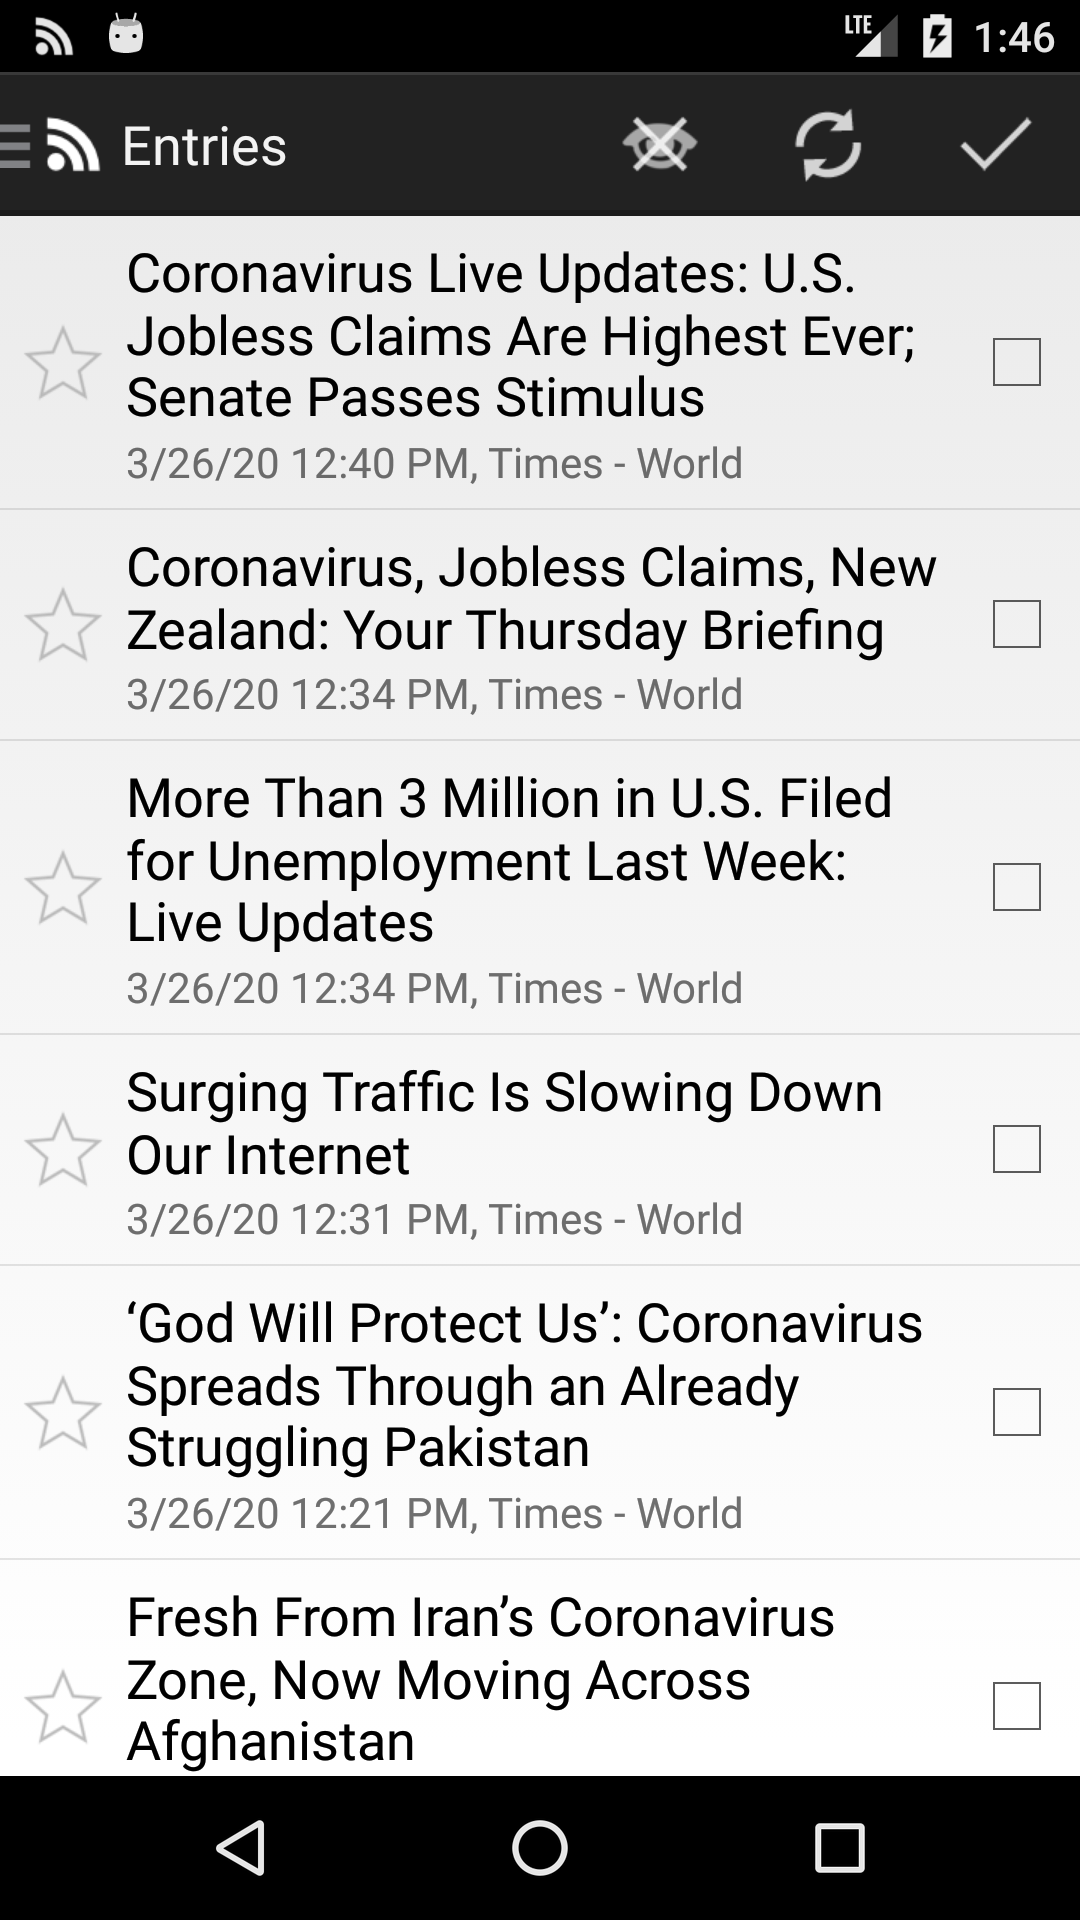 LTE 1:46
Entries
Coronavirus Live Updates: U.S.
Jobless Claims Are Highest Ever;
Senate Passes Stimulus
3/26/20 12:40 PM, Times - World
Coronavirus, Jobless Claims, New
Zealand: Your Thursday Briefing
3/26/20 12:34 PM, Times - World
More Than 3 Million in U.S. Filed
for Unemployment Last Week:
Live Updates
3/26/20 12:34 PM, Times - World
Surging Traffic Is Slowing Down
Our Internet
3/26/20 12:31 PM, Times - World
‘God Will Protect Us’: Coronavirus
Spreads Through an Already
Struggling Pakistan
3/26/20 12:21 PM, Times - World
Fresh From Iran’s Coronavirus
Zone, Now Moving Across
Afghanistan